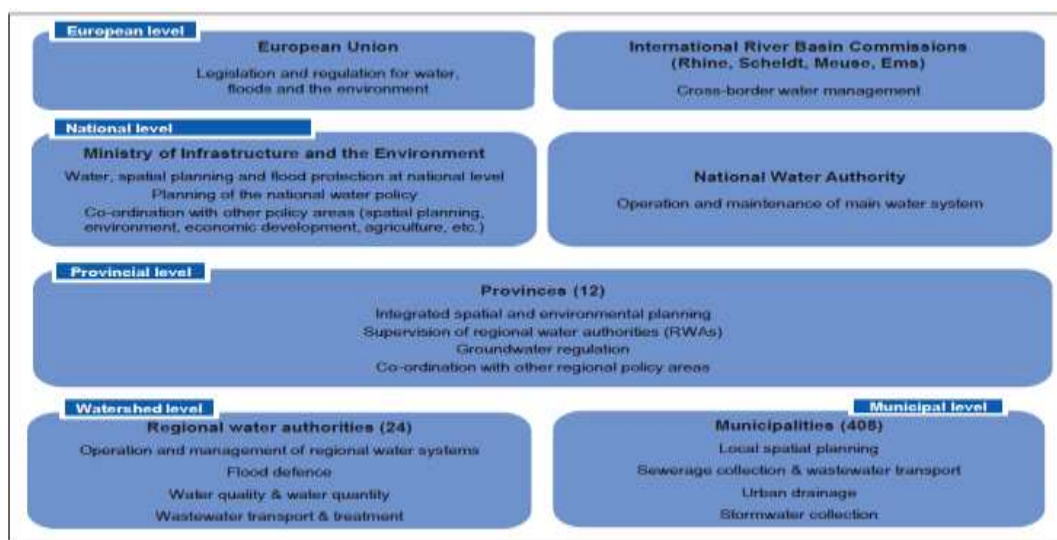 European level
European Union
Legislation and regulation for water,
floods and the environment
International River Basin Commissions
(Rhine, Scheldt, Meuse, Ems)
Cross-border water management
National level
Ministry of Infrastructure and the Environment
Water, spatial planning and flood protection at national level
Planning of the national water policy
Co-ordination with other policy areas (spatial planning,
environment, economic development, agriculture, etc.)
National Water Authority
Operation and maintenance of main water system
Provincial level
Provinces (12)
Integrated spatial and environmental planning
Supervision of regional water authorities (RWAs)
Groundwater regulation
Co-ordination with other regional policy areas
Watershed level
Regional water authorities (24)
Operation and management of regional water systems
Flood defence
Water quality & water quantity
Wastewater transport & treatment
Municipal level
Municipalities (408)
Local spatial planning
Sewerage collection & wastewater transport
Urban drainage
Stormwater collection